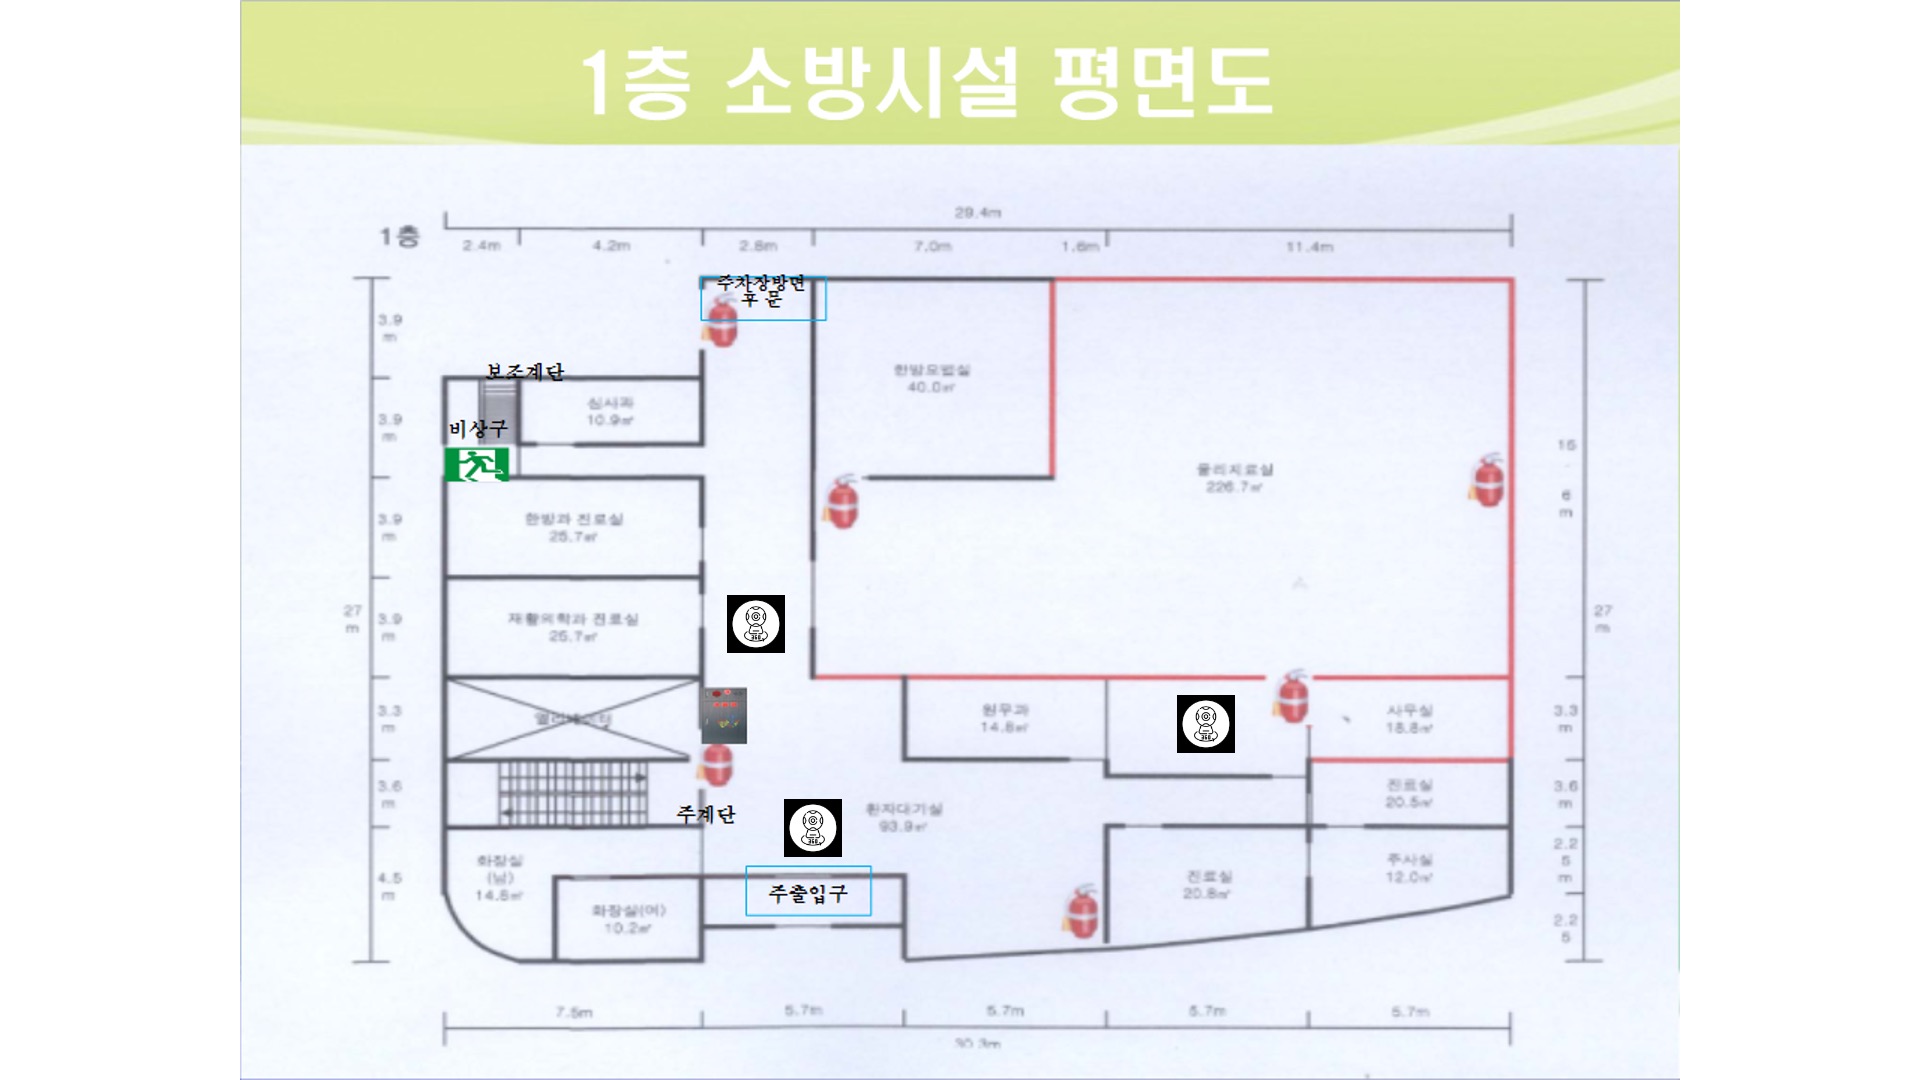 1층 소방시설 평면도
29.4m
1층
2.4m
4.2m
2.8m
7.0m
1.6m
11.4m
주차장방면
후 문
3.9
m
한방요법실
40.0㎡
보조계단
심사과
10.9㎡
비상구
3.9
m
물리치료실
226.7㎡
15
6
m
한방과 진료실
25.7㎡
3.9
m
27
m
3.9
m
재활의학과 진료실
25.7㎡
27
m
엘리베이터
3.3
m
원무과
14.8㎡
사무실
18.8㎡
3.3
m
3.6
m
주계단
환자대기실
93.9㎡
진료실
20.5㎡
3.6
m
화장실
(남)
14.8㎡
4.5
m
주출입구
화장실(여)
10.2㎡
진료실
20.8㎡
주사실
12.0㎡
2.2
5
m
2.2
5
7.5m
5.7m
5.7m
5.7m
5.7m
30.3m